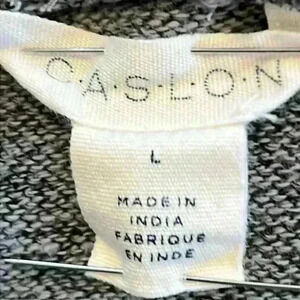 C·A·S·L·O·N
L
MADE IN
INDIA
FABRIQUE
EN INDE